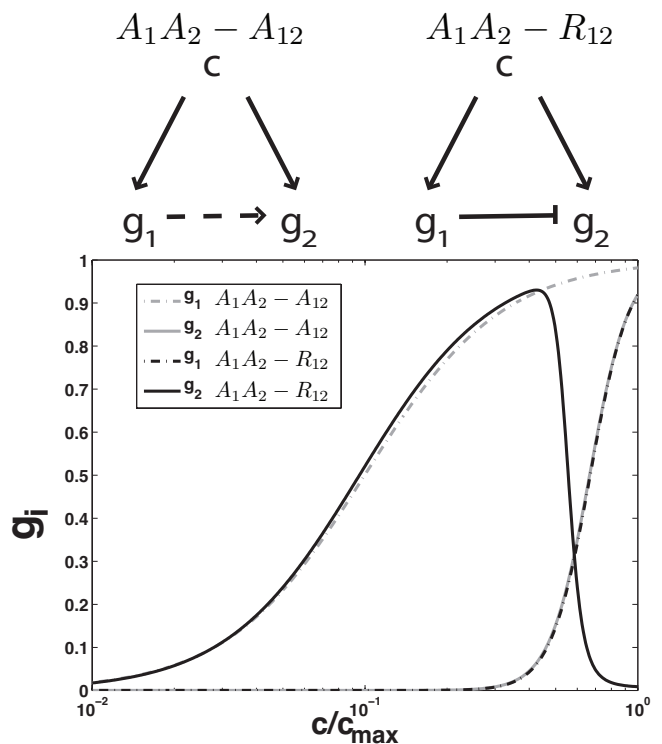 A₁A₂ − A₁₂ A₁A₂ − R₁₂
c c
g₁ g₂ g₁ g₂
1
0.9
0.8
0.7
0.6
0.5
0.4
0.3
0.2
0.1
0
gᵢ
g₁ A₁A₂ − A₁₂
g₂ A₁A₂ − A₁₂
g₁ A₁A₂ − R₁₂
g₂ A₁A₂ − R₁₂
10⁻² 10⁻¹ 10⁰
c/cₘₐₓ